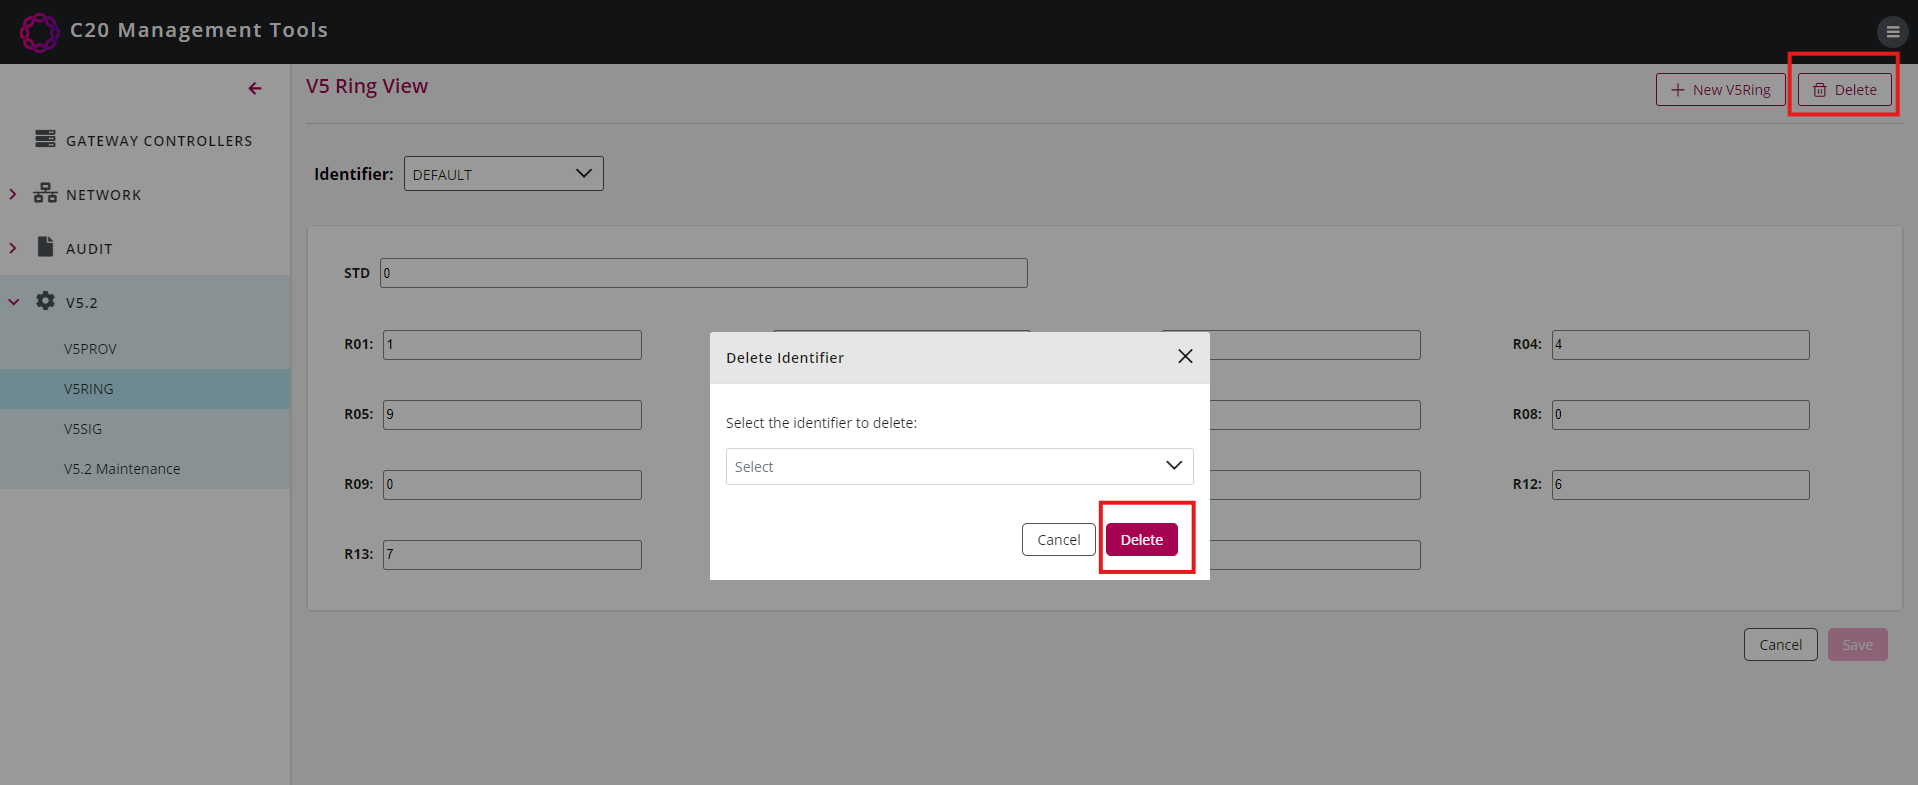 C20 Management Tools
V5 Ring View
New V5Ring
Delete
GATEWAY CONTROLLERS
NETWORK
AUDIT
V5.2
V5PROV
V5RING
V5SIG
V5.2 Maintenance
Identifier: DEFAULT
STD 0
R01: 1
R04: 4
R05: 9
R08: 0
R09: 0
R12: 6
R13: 7
Delete Identifier
Select the identifier to delete:
Select
Cancel Delete
Cancel Save